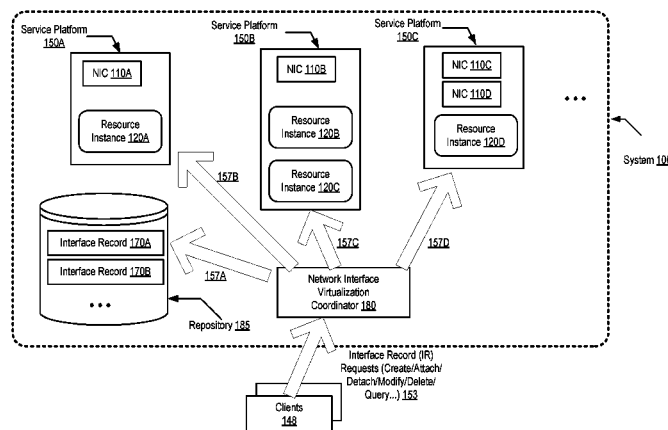 Service Platform
150A
NIC 110A
Resource
Instance 120A
Service Platform
150B
NIC 110B
Resource
Instance 120B
Resource
Instance 120C
Service Platform
150C
NIC 110C
NIC 110D
Resource
Instance 120D
System
157B
157C
157D
157A
Interface Record 170A
Interface Record 170B
Repository 185
Network Interface
Virtualization
Coordinator 180
Interface Record (IR)
Requests (Create/Attach/
Detach/Modify/Delete/
Query...) 153
Clients
148